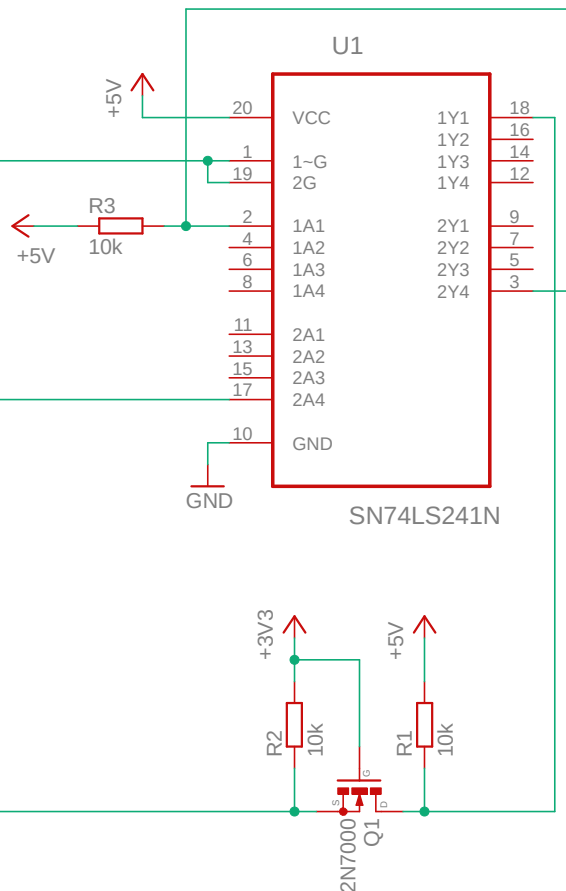 U1
+5V
20 VCC 1Y1 18
1Y2 16
1 1~G 1Y3 14
19 2G 1Y4 12
R3
10k
+5V
2 1A1 2Y1 9
4 1A2 2Y2 7
6 1A3 2Y3 5
8 1A4 2Y4 3
11 2A1
13 2A2
15 2A3
17 2A4
10 GND
GND
SN74LS241N
+3V3
+5V
R2
10k
R1
10k
G
S
D
2N7000
Q1